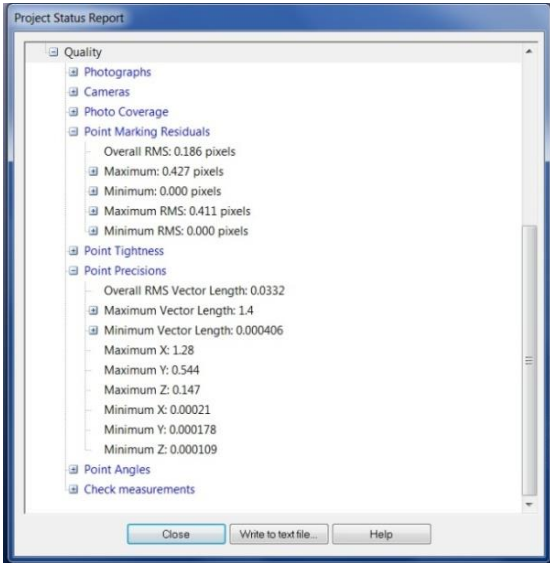 Project Status Report
Quality
Photographs
Cameras
Photo Coverage
Point Marking Residuals
Overall RMS: 0.186 pixels
Maximum: 0.427 pixels
Minimum: 0.000 pixels
Maximum RMS: 0.411 pixels
Minimum RMS: 0.000 pixels
Point Tightness
Point Precisions
Overall RMS Vector Length: 0.0332
Maximum Vector Length: 1.4
Minimum Vector Length: 0.000406
Maximum X: 1.28
Maximum Y: 0.544
Maximum Z: 0.147
Minimum X: 0.00021
Minimum Y: 0.000178
Minimum Z: 0.000109
Point Angles
Check measurements
Close Write to text file... Help